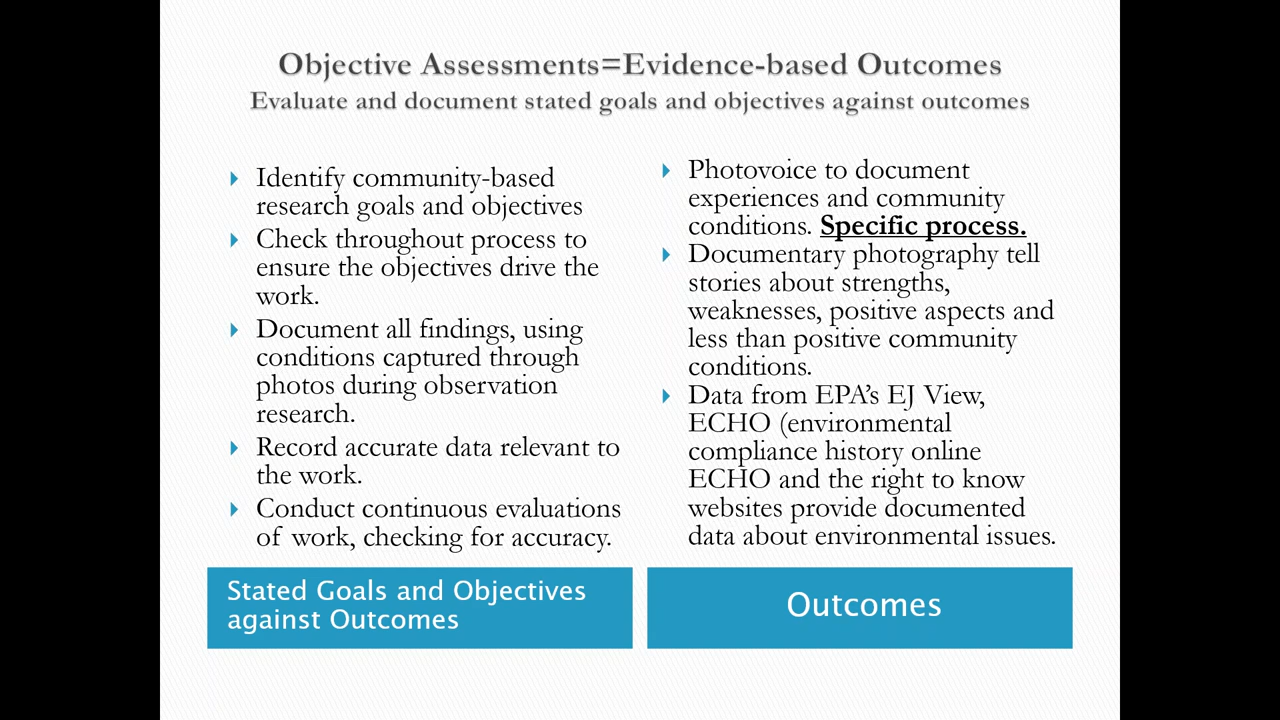 Objective Assessments=Evidence-based Outcomes
Evaluate and document stated goals and objectives against outcomes
Identify community-based
research goals and objectives
Check throughout process to
ensure the objectives drive the
work.
Document all findings, using
conditions captured through
photos during observation
research.
Record accurate data relevant to
the work.
Conduct continuous evaluations
of work, checking for accuracy.
Stated Goals and Objectives
against Outcomes
Photovoice to document
experiences and community
conditions. Specific process.
Documentary photography tell
stories about strengths,
weaknesses, positive aspects and
less than positive community
conditions.
Data from EPA’s EJ View,
ECHO (environmental
compliance history online
ECHO and the right to know
websites provide documented
data about environmental issues.
Outcomes